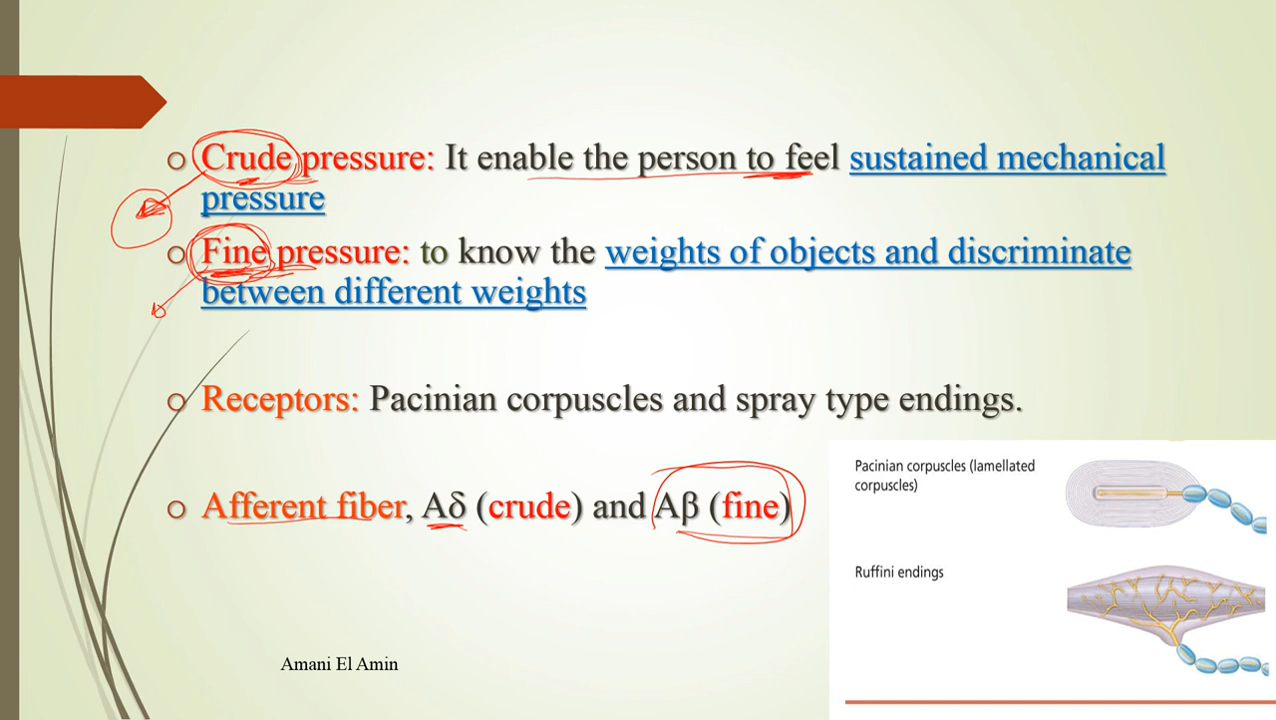 Crude pressure: It enable the person to feel sustained mechanical
pressure
Fine pressure: to know the weights of objects and discriminate
between different weights
Receptors: Pacinian corpuscles and spray type endings.
Afferent fiber, Aδ (crude) and Aβ (fine)
Pacinian corpuscles (lamellated
corpuscles)
Ruffini endings
Amani El Amin